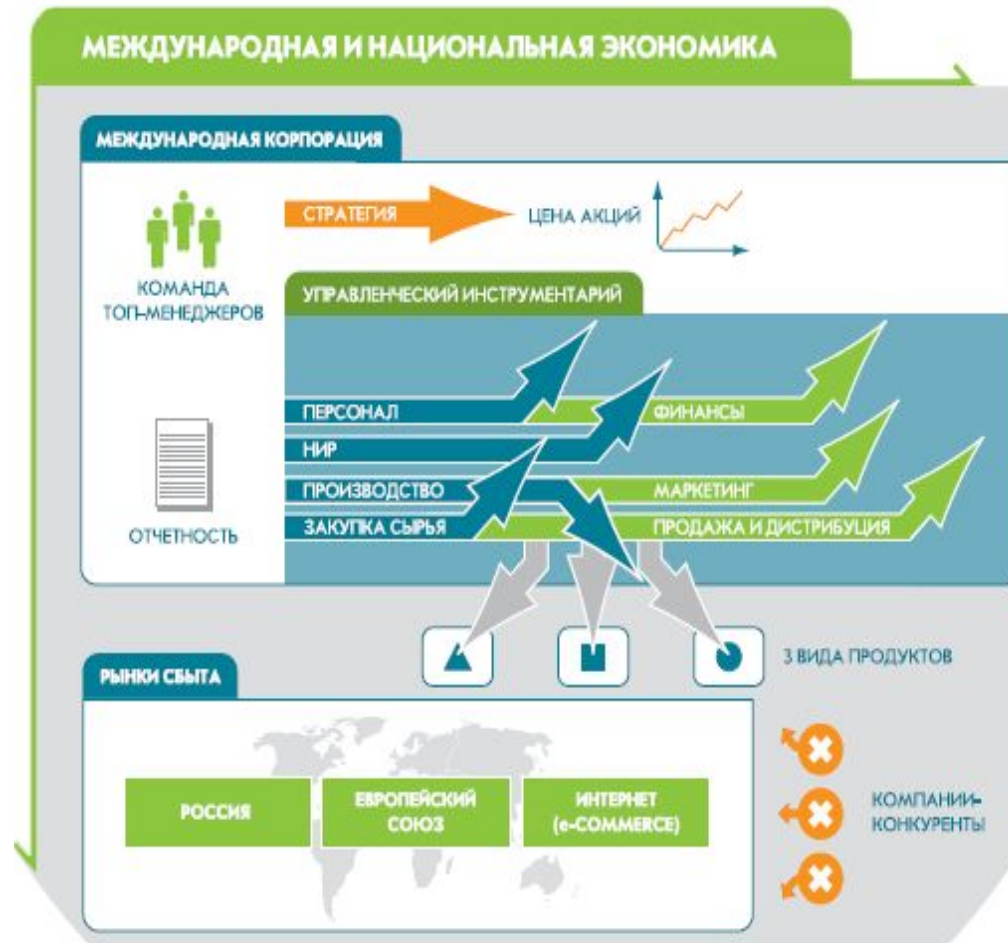 МЕЖДУНАРОДНАЯ И НАЦИОНАЛЬНАЯ ЭКОНОМИКА
МЕЖДУНАРОДНАЯ КОРПОРАЦИЯ
СТРАТЕГИЯ
ЦЕНА АКЦИЙ
КОМАНДА
ТОП-МЕНЕДЖЕРОВ
УПРАВЛЕНЧЕСКИЙ ИНСТРУМЕНТАРИЙ
ПЕРСОНАЛ
ФИНАНСЫ
НИР
ПРОИЗВОДСТВО
МАРКЕТИНГ
ЗАКУПКА СЫРЬЯ
ПРОДАЖА И ДИСТРИБУЦИЯ
ОТЧЕТНОСТЬ
3 ВИДА ПРОДУКТОВ
РЫНКИ СБЫТА
РОССИЯ
ЕВРОПЕЙСКИЙ
СОЮЗ
ИНТЕРНЕТ
(e-COMMERCE)
КОМПАНИИ-
КОНКУРЕНТЫ